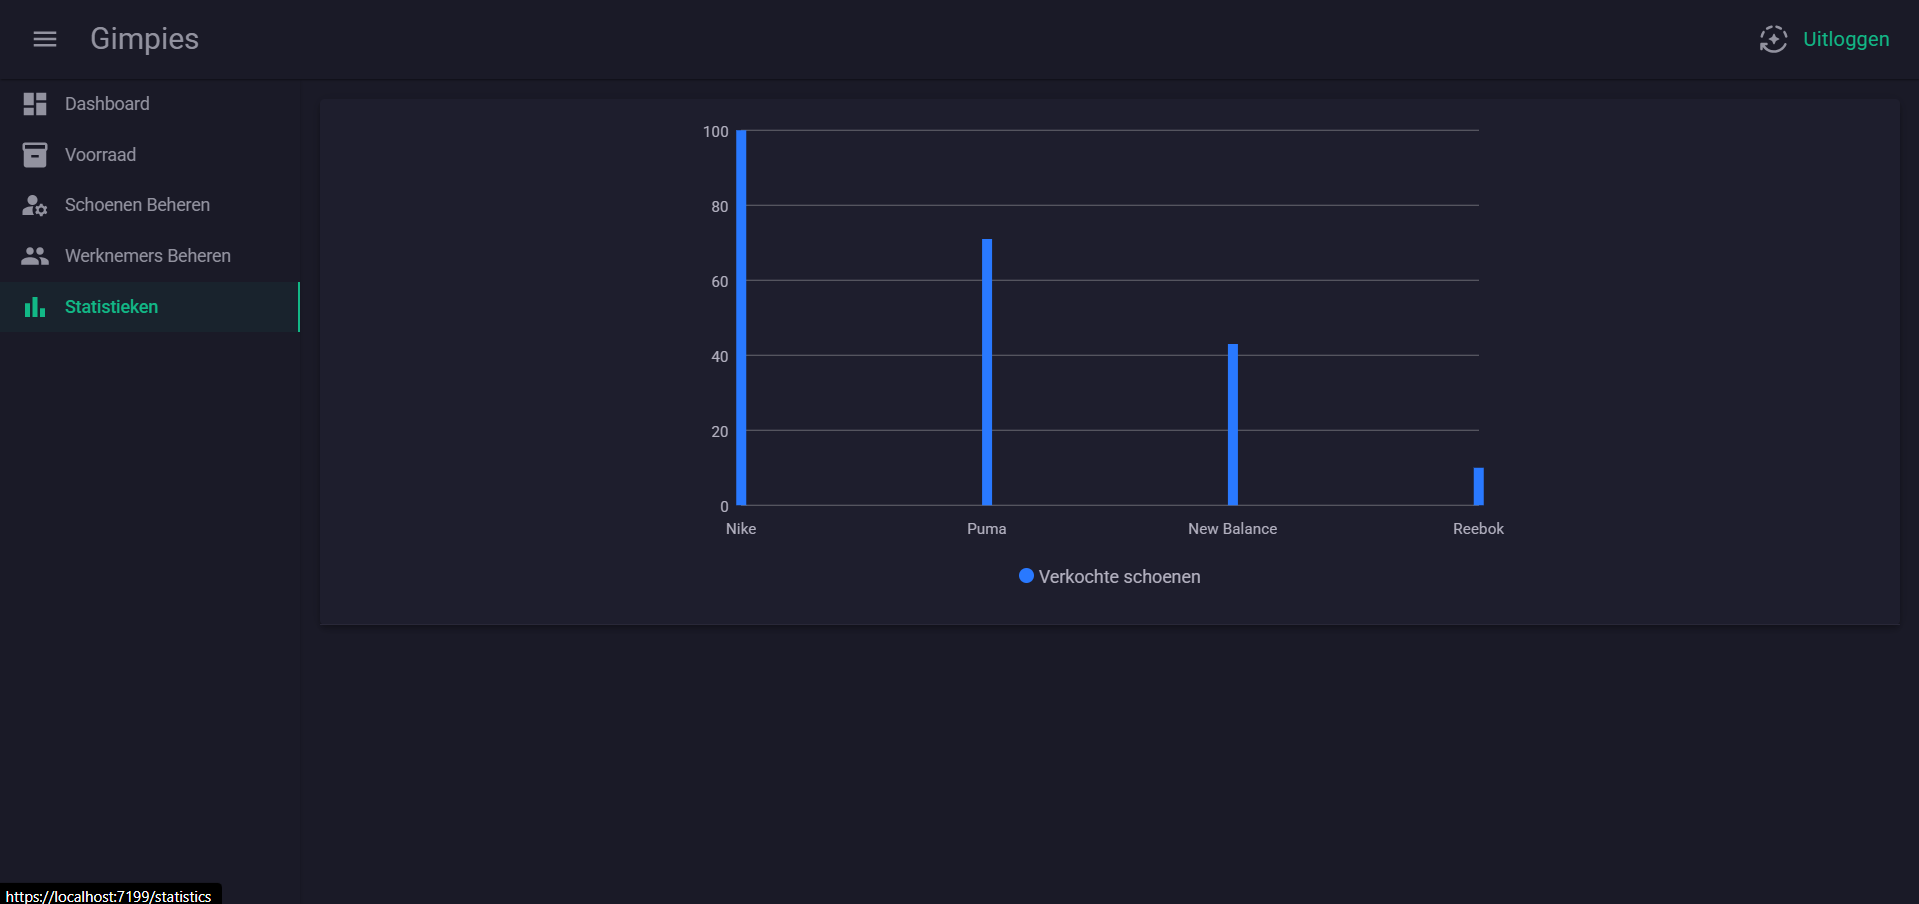 Gimpies
Uitloggen
Dashboard
Voorraad
Schoenen Beheren
Werknemers Beheren
Statistieken
100
80
60
40
20
0
Nike
Puma
New Balance
Reebok
Verkochte schoenen
https://localhost:7199/statistics